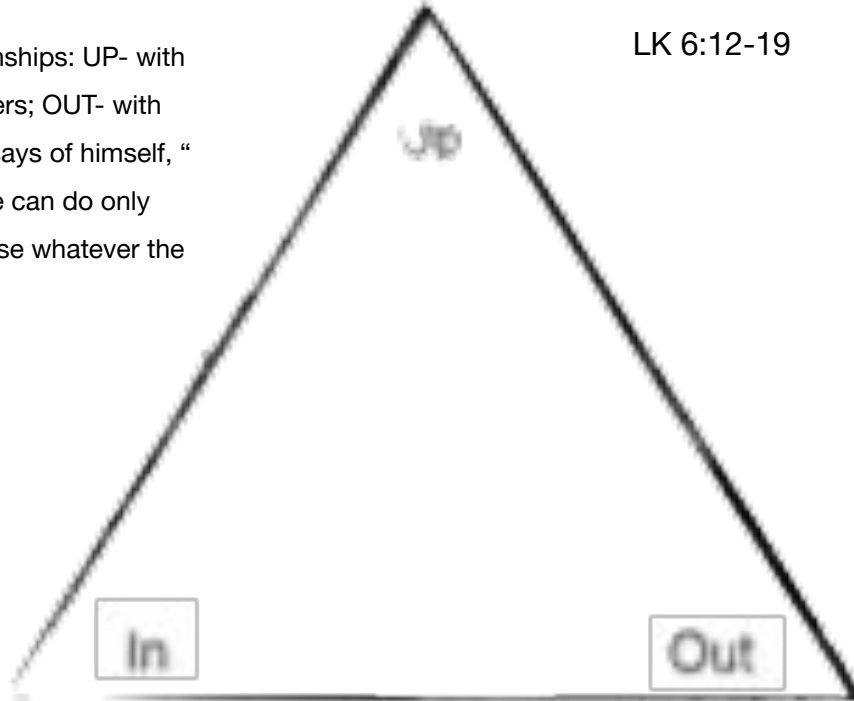 LK 6:12-19
nships: UP- with
ers; OUT- with
says of himself, “
e can do only
se whatever the
Up
In
Out